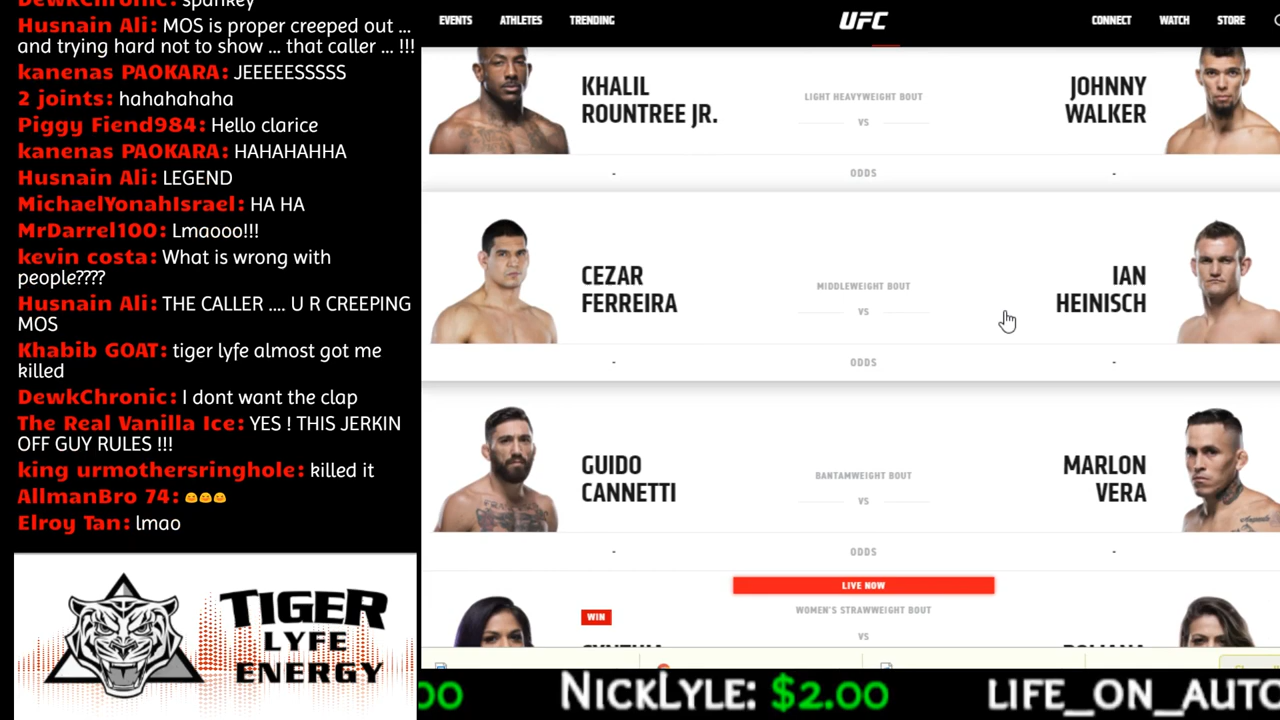 DewkChronic: spankey
Husnain Ali: MOS is proper creeped out ...
and trying hard not to show ... that caller ... !!!
kanenas PAOKARA: JEEEEESSSSS
2 joints: hahahahaha
Piggy Fiend984: Hello clarice
kanenas PAOKARA: HAHAHAHHA
Husnain Ali: LEGEND
MichaelYonahIsrael: HA HA
MrDarrel100: Lmaooo!!!
kevin costa: What is wrong with
people????
Husnain Ali: THE CALLER .... U R CREEPING
MOS
Khabib GOAT: tiger lyfe almost got me
killed
DewkChronic: I dont want the clap
The Real Vanilla Ice: YES ! THIS JERKIN
OFF GUY RULES !!!
king urmothersringhole: killed it
AllmanBro 74:
Elroy Tan: lmao
TIGER
LYFE
ENERGY
EVENTS ATHLETES TRENDING UFC CONNECT WATCH STORE
KHALIL
ROUNTREE JR.
LIGHT HEAVYWEIGHT BOUT
VS
JOHNNY
WALKER
- ODDS -
CEZAR
FERREIRA
MIDDLEWEIGHT BOUT
VS
IAN
HEINISCH
- ODDS -
GUIDO
CANNETTI
BANTAMWEIGHT BOUT
VS
MARLON
VERA
- ODDS -
LIVE NOW
WIN
WOMEN'S STRAWWEIGHT BOUT
VS
00 NICKLYLE: $2.00 LIFE_ON_AUTO